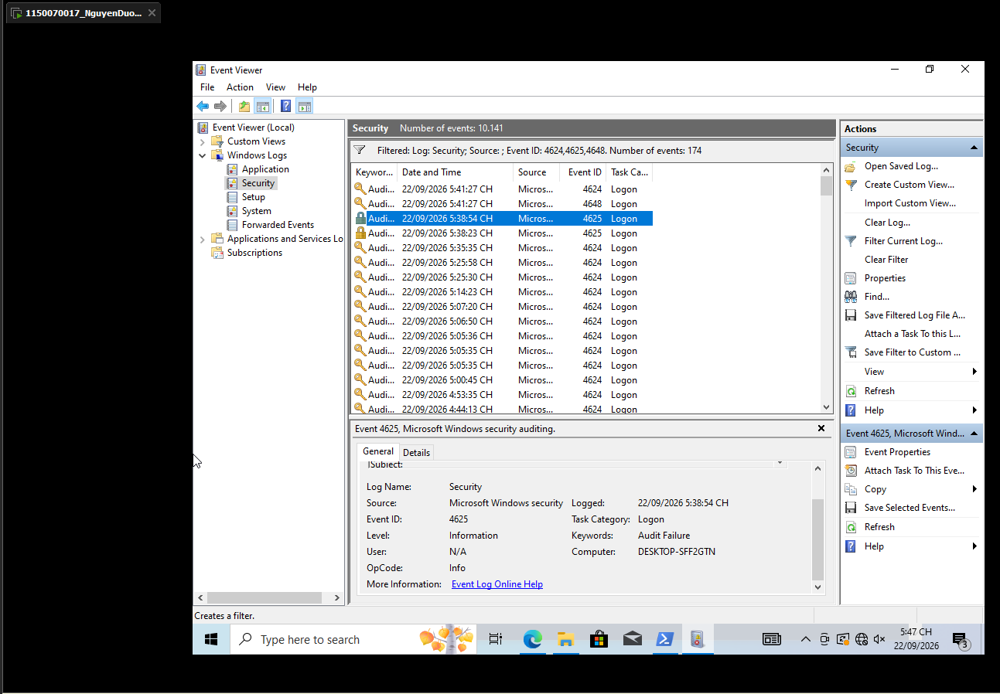 1150070017_NguyenDuo...
Event Viewer
File Action View Help
Event Viewer (Local)
Custom Views
Windows Logs
Application
Security
Setup
System
Forwarded Events
Applications and Services Lo
Subscriptions
Security Number of events: 10.141
Filtered: Log: Security; Source: ; Event ID: 4624,4625,4648. Number of events: 174
Keywor... Date and Time Source Event ID Task Ca...
Audi... 22/09/2026 5:41:27 CH Micros... 4624 Logon
Audi... 22/09/2026 5:41:27 CH Micros... 4648 Logon
Audi... 22/09/2026 5:38:54 CH Micros... 4625 Logon
Audi... 22/09/2026 5:38:23 CH Micros... 4625 Logon
Audi... 22/09/2026 5:35:35 CH Micros... 4624 Logon
Audi... 22/09/2026 5:25:58 CH Micros... 4624 Logon
Audi... 22/09/2026 5:25:30 CH Micros... 4624 Logon
Audi... 22/09/2026 5:14:23 CH Micros... 4624 Logon
Audi... 22/09/2026 5:07:20 CH Micros... 4624 Logon
Audi... 22/09/2026 5:06:50 CH Micros... 4624 Logon
Audi... 22/09/2026 5:05:36 CH Micros... 4624 Logon
Audi... 22/09/2026 5:05:35 CH Micros... 4624 Logon
Audi... 22/09/2026 5:05:35 CH Micros... 4624 Logon
Audi... 22/09/2026 5:00:45 CH Micros... 4624 Logon
Audi... 22/09/2026 4:53:35 CH Micros... 4624 Logon
Audi... 22/09/2026 4:44:13 CH Micros... 4624 Logon
Event 4625, Microsoft Windows security auditing.
General Details
Subject:
Log Name: Security
Source: Microsoft Windows security Logged: 22/09/2026 5:38:54 CH
Event ID: 4625 Task Category: Logon
Level: Information Keywords: Audit Failure
User: N/A Computer: DESKTOP-SFF2GTN
OpCode: Info
More Information: Event Log Online Help
Actions
Security
Open Saved Log...
Create Custom View...
Import Custom View...
Clear Log...
Filter Current Log...
Clear Filter
Properties
Find...
Save Filtered Log File A...
Attach a Task To this L...
Save Filter to Custom ...
View
Refresh
Help
Event 4625, Microsoft Wind...
Event Properties
Attach Task To This Eve...
Copy
Save Selected Events...
Refresh
Help
Creates a filter.
Type here to search
5:47 CH
22/09/2026
3